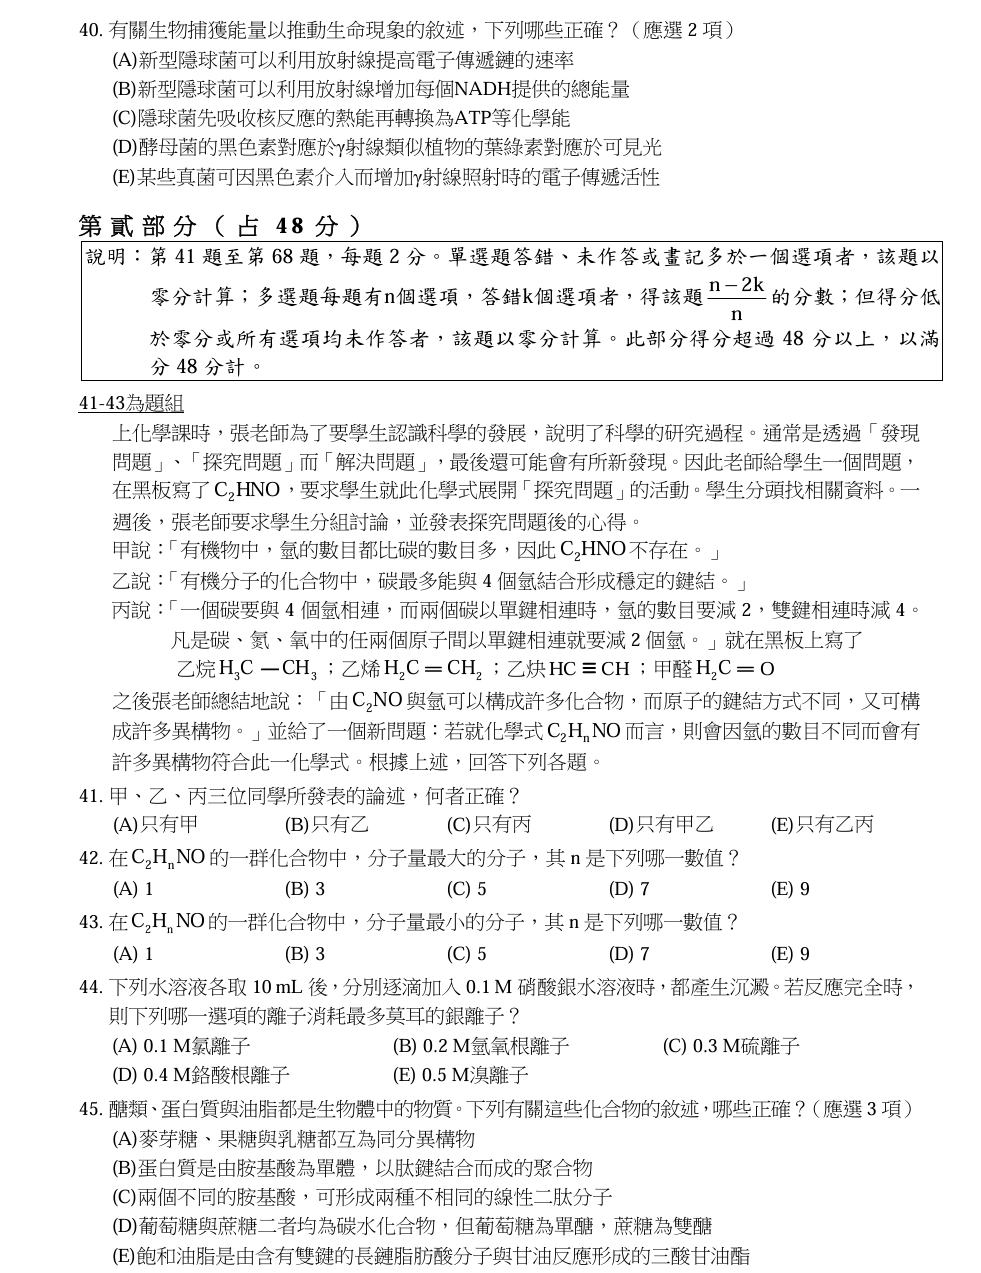 40. 有關生物捕獲能量以推動生命現象的敘述，下列哪些正確？（應選 2 項）
(A)新型隱球菌可以利用放射線提高電子傳遞鏈的速率
(B)新型隱球菌可以利用放射線增加每個NADH提供的總能量
(C)隱球菌先吸收核反應的熱能再轉換為ATP等化學能
(D)酵母菌的黑色素對應於γ射線類似植物的葉綠素對應於可見光
(E)某些真菌可因黑色素介入而增加γ射線照射時的電子傳遞活性
第貳部分（占 48 分）
說明：第 41 題至第 68 題，每題 2 分。單選題答錯、未作答或畫記多於一個選項者，該題以
零分計算；多選題每題有n個選項，答錯k個選項者，得該題 (n－2k)/n 的分數；但得分低
於零分或所有選項均未作答者，該題以零分計算。此部分得分超過 48 分以上，以滿
分 48 分計。
41-43為題組
上化學課時，張老師為了要學生認識科學的發展，說明了科學的研究過程。通常是透過「發現
問題」、「探究問題」而「解決問題」，最後還可能會有所新發現。因此老師給學生一個問題，
在黑板寫了 C₂HNO，要求學生就此化學式展開「探究問題」的活動。學生分頭找相關資料。一
週後，張老師要求學生分組討論，並發表探究問題後的心得。
甲說：「有機物中，氫的數目都比碳的數目多，因此 C₂HNO 不存在。」
乙說：「有機分子的化合物中，碳最多能與 4 個氫結合形成穩定的鍵結。」
丙說：「一個碳要與 4 個氫相連，而兩個碳以單鍵相連時，氫的數目要減 2，雙鍵相連時減 4。
凡是碳、氮、氧中的任兩個原子間以單鍵相連就要減 2 個氫。」就在黑板上寫了
乙烷 H₃C — CH₃；乙烯 H₂C ═ CH₂；乙炔 HC ≡ CH；甲醛 H₂C ═ O
之後張老師總結地說：「由 C₂NO 與氫可以構成許多化合物，而原子的鍵結方式不同，又可構
成許多異構物。」並給了一個新問題：若就化學式 C₂HₙNO 而言，則會因氫的數目不同而會有
許多異構物符合此一化學式。根據上述，回答下列各題。
41. 甲、乙、丙三位同學所發表的論述，何者正確？
(A)只有甲 (B)只有乙 (C)只有丙 (D)只有甲乙 (E)只有乙丙
42. 在 C₂HₙNO 的一群化合物中，分子量最大的分子，其 n 是下列哪一數值？
(A) 1 (B) 3 (C) 5 (D) 7 (E) 9
43. 在 C₂HₙNO 的一群化合物中，分子量最小的分子，其 n 是下列哪一數值？
(A) 1 (B) 3 (C) 5 (D) 7 (E) 9
44. 下列水溶液各取 10 mL 後，分別逐滴加入 0.1 M 硝酸銀水溶液時，都產生沉澱。若反應完全時，
則下列哪一選項的離子消耗最多莫耳的銀離子？
(A) 0.1 M氯離子 (B) 0.2 M氫氧根離子 (C) 0.3 M硫離子
(D) 0.4 M鉻酸根離子 (E) 0.5 M溴離子
45. 醣類、蛋白質與油脂都是生物體中的物質。下列有關這些化合物的敘述，哪些正確？（應選 3 項）
(A)麥芽糖、果糖與乳糖都互為同分異構物
(B)蛋白質是由胺基酸為單體，以肽鍵結合而成的聚合物
(C)兩個不同的胺基酸，可形成兩種不相同的線性二肽分子
(D)葡萄糖與蔗糖二者均為碳水化合物，但葡萄糖為單醣，蔗糖為雙醣
(E)飽和油脂是由含有雙鍵的長鏈脂肪酸分子與甘油反應形成的三酸甘油酯